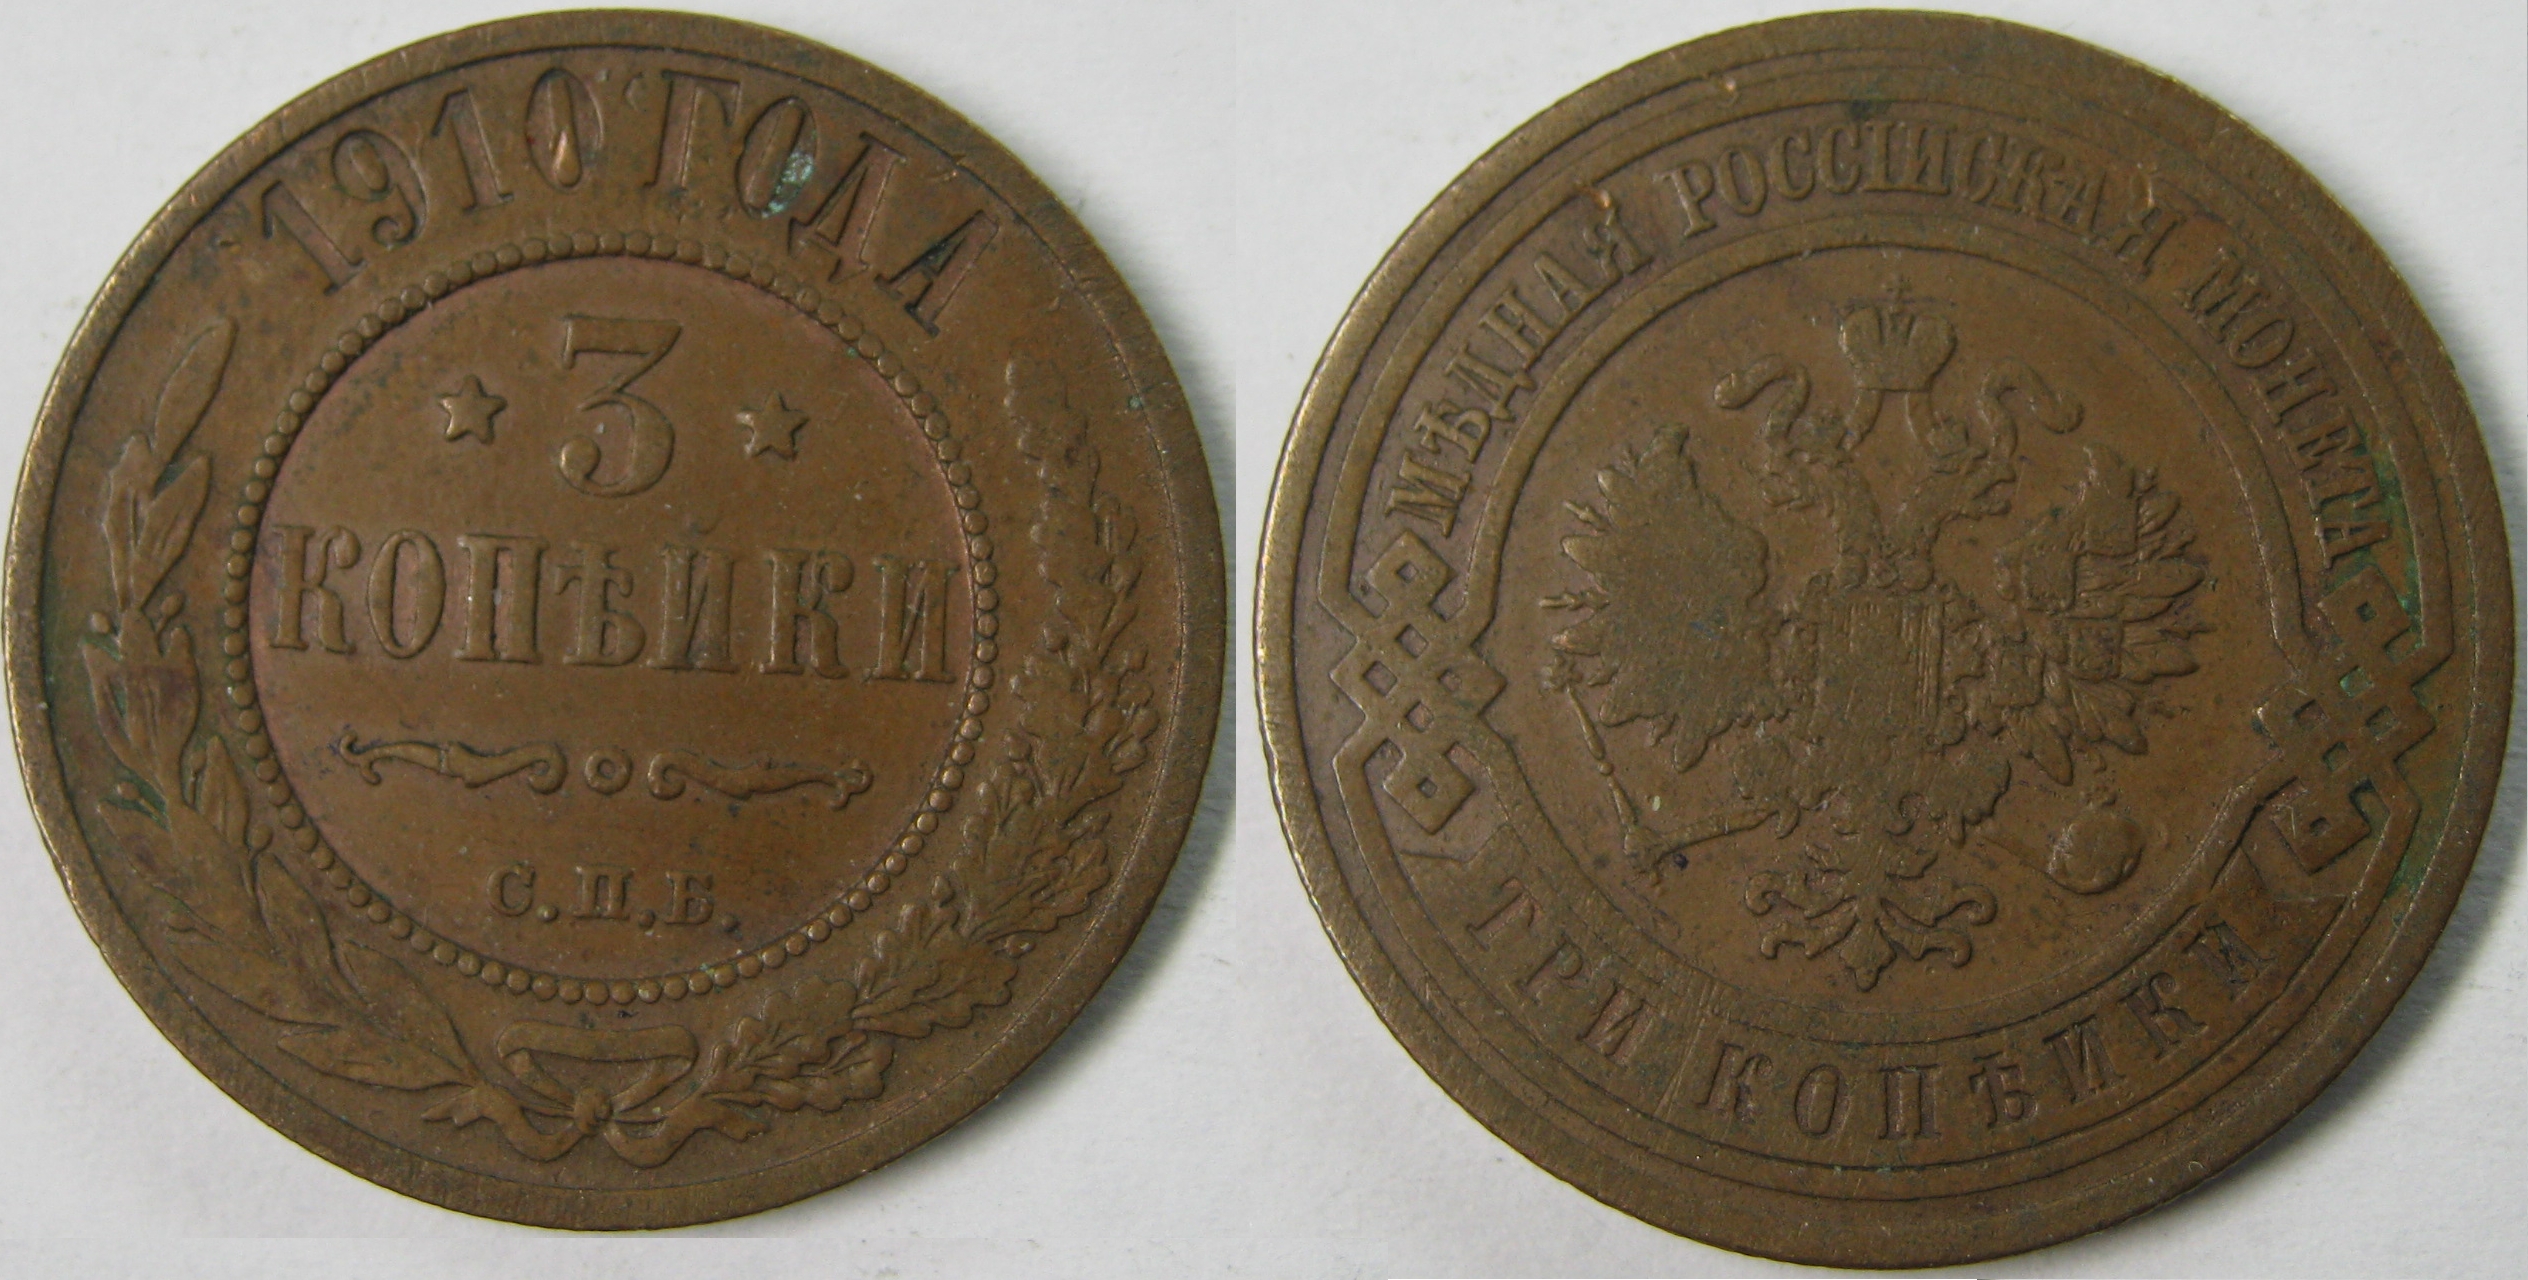 1910 ГОДА
3
КОПѢЙКИ
С.П.Б.
МѢДНАЯ РОССІЙСКАЯ МОНЕТА
ТРИ КОПѢЙКИ